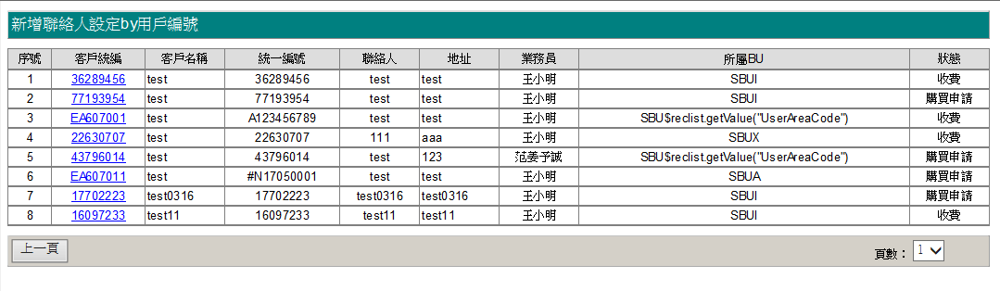 新增聯絡人設定by用戶編號
序號 客戶統編 客戶名稱 統一編號 聯絡人 地址 業務員 所屬BU 狀態
1 36289456 test 36289456 test test 王小明 SBUI 收費
2 77193954 test 77193954 test test 王小明 SBUI 購買申請
3 EA607001 test A123456789 test test 王小明 SBU$reclist.getValue("UserAreaCode") 收費
4 22630707 test 22630707 111 aaa 王小明 SBUX 收費
5 43796014 test 43796014 test 123 范姜予誠 SBU$reclist.getValue("UserAreaCode") 購買申請
6 EA607011 test #N17050001 test test 王小明 SBUA 購買申請
7 17702223 test0316 17702223 test0316 test0316 王小明 SBUI 購買申請
8 16097233 test11 16097233 test11 test11 王小明 SBUI 收費
上一頁 頁數： 1